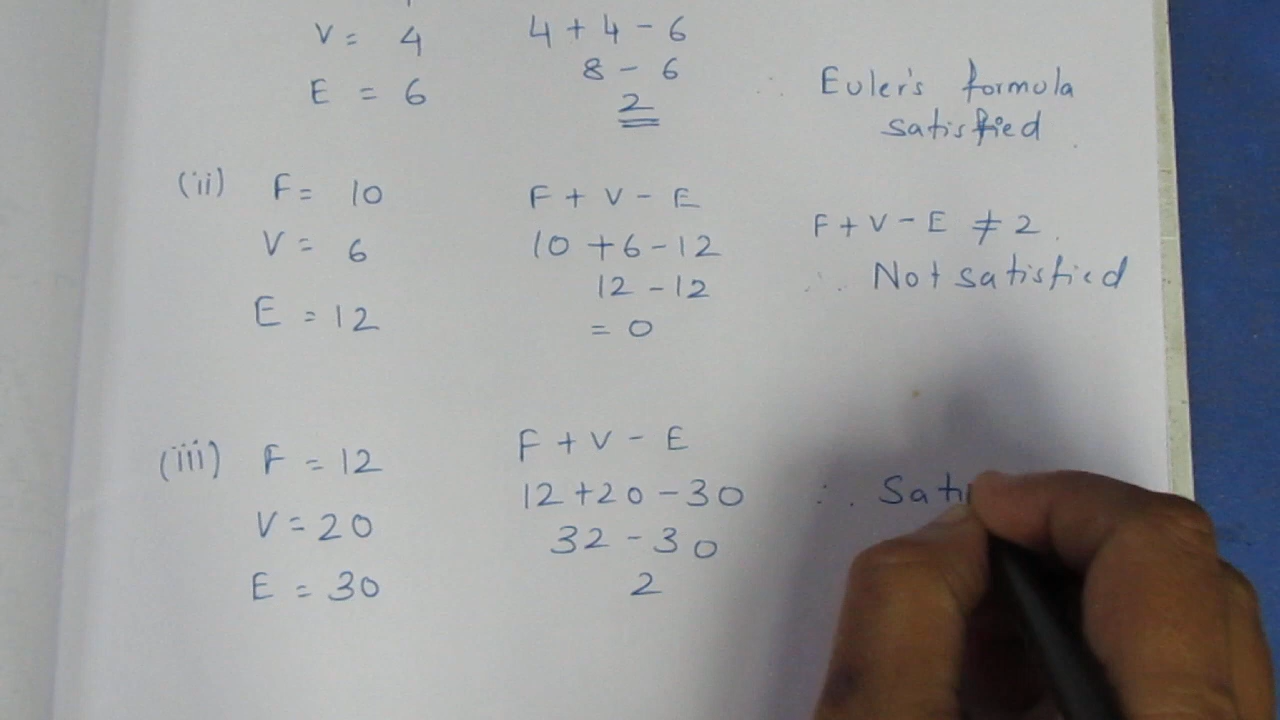 V = 4
4 + 4 - 6
E = 6
8 - 6
2
∴ Euler's formula
satisfied.
(ii) F = 10
F + V - E
V = 6
10 + 6 - 12
F + V - E ≠ 2.
E = 12
12 - 12
∴ Not satisfied
= 0
(iii) F = 12
F + V - E
V = 20
12 + 20 - 30
∴ Sati
E = 30
32 - 30
2